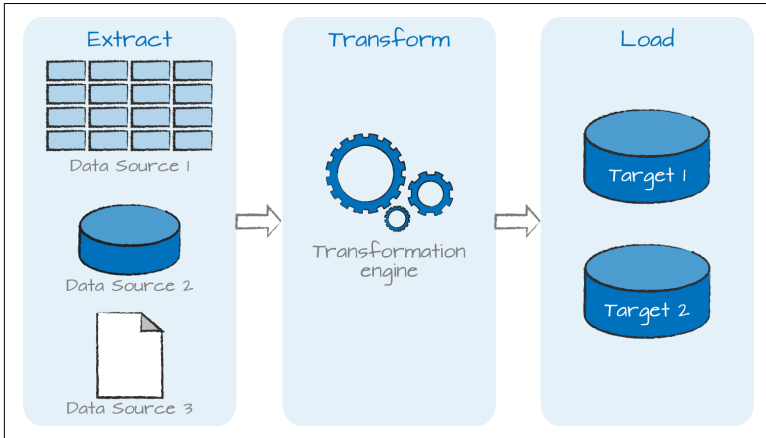 Extract
Data Source 1
Data Source 2
Data Source 3
Transform
Transformation
engine
Load
Target 1
Target 2